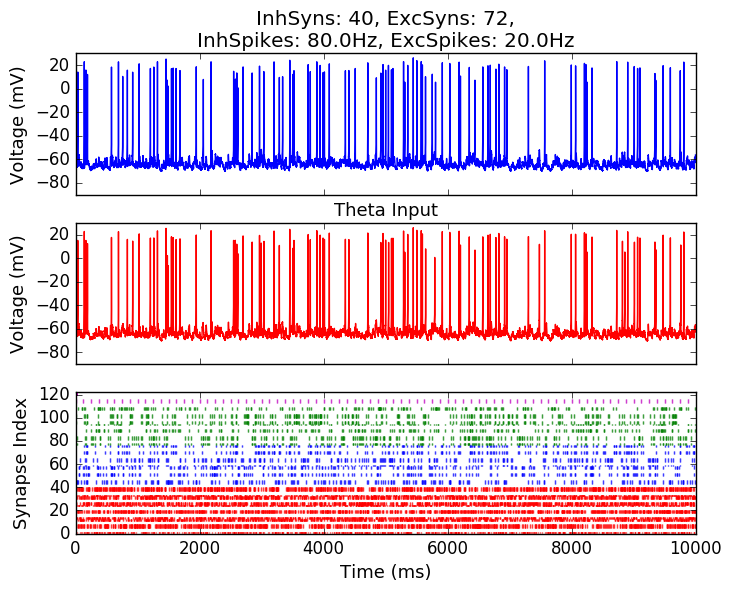 InhSyns: 40, ExcSyns: 72,
InhSpikes: 80.0Hz, ExcSpikes: 20.0Hz
20
0
−20
−40
−60
−80
Voltage (mV)
Theta Input
20
0
−20
−40
−60
−80
Voltage (mV)
120
100
80
60
40
20
0
Synapse Index
0 2000 4000 6000 8000 10000
Time (ms)